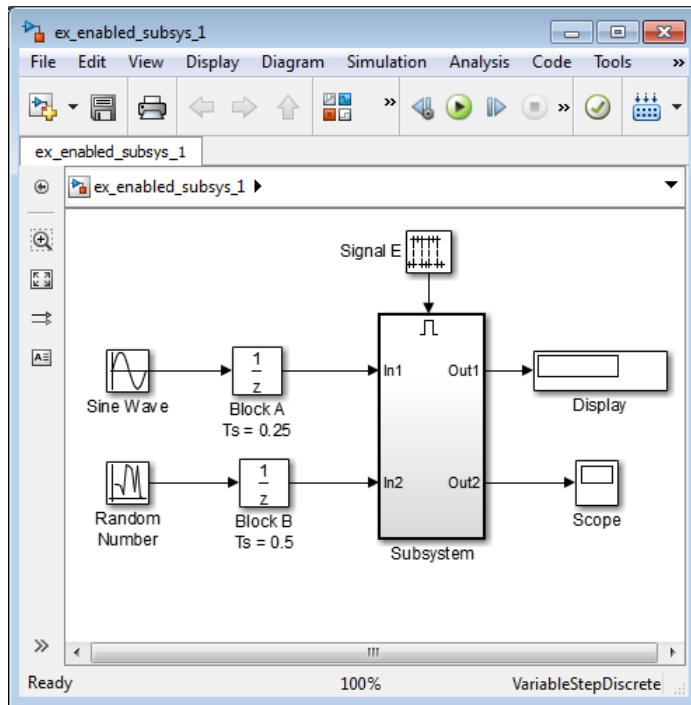 ex_enabled_subsys_1
File Edit View Display Diagram Simulation Analysis Code Tools »
» »
ex_enabled_subsys_1
ex_enabled_subsys_1
Signal E
In1 Out1
1
z
Sine Wave
Block A
Ts = 0.25
Display
In2 Out2
1
z
Random
Number
Block B
Ts = 0.5
Scope
Subsystem
»
Ready 100% VariableStepDiscrete